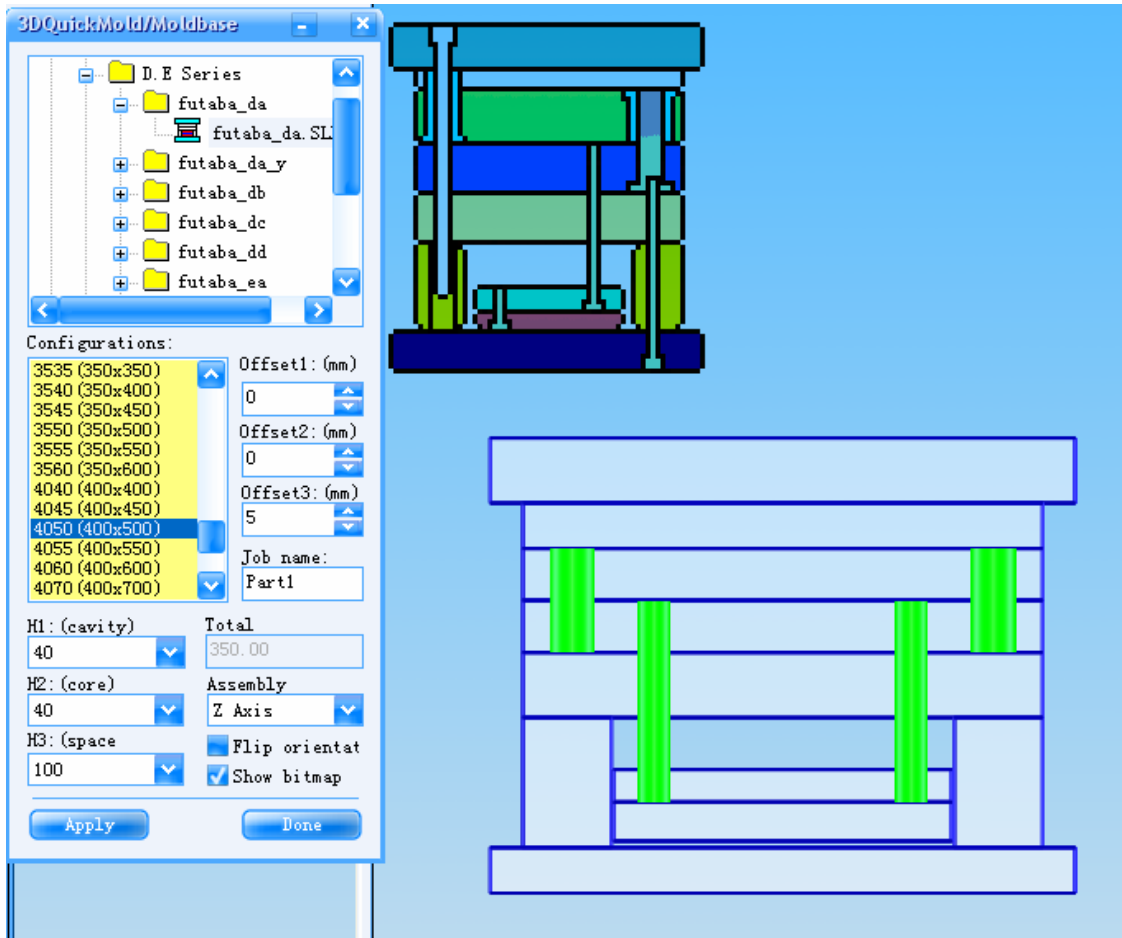 3DQuickMold/Moldbase
D.E Series
futaba_da
futaba_da.SL
futaba_da_y
futaba_db
futaba_dc
futaba_dd
futaba_ea
Configurations:
3535 (350x350)
3540 (350x400)
3545 (350x450)
3550 (350x500)
3555 (350x550)
3560 (350x600)
4040 (400x400)
4045 (400x450)
4050 (400x500)
4055 (400x550)
4060 (400x600)
4070 (400x700)
Offset1: (mm)
0
Offset2: (mm)
0
Offset3: (mm)
5
Job name:
Part1
H1: (cavity)
40
Total
350.00
H2: (core)
40
Assembly
Z Axis
H3: (space
100
Flip orientat
Show bitmap
Apply
Done